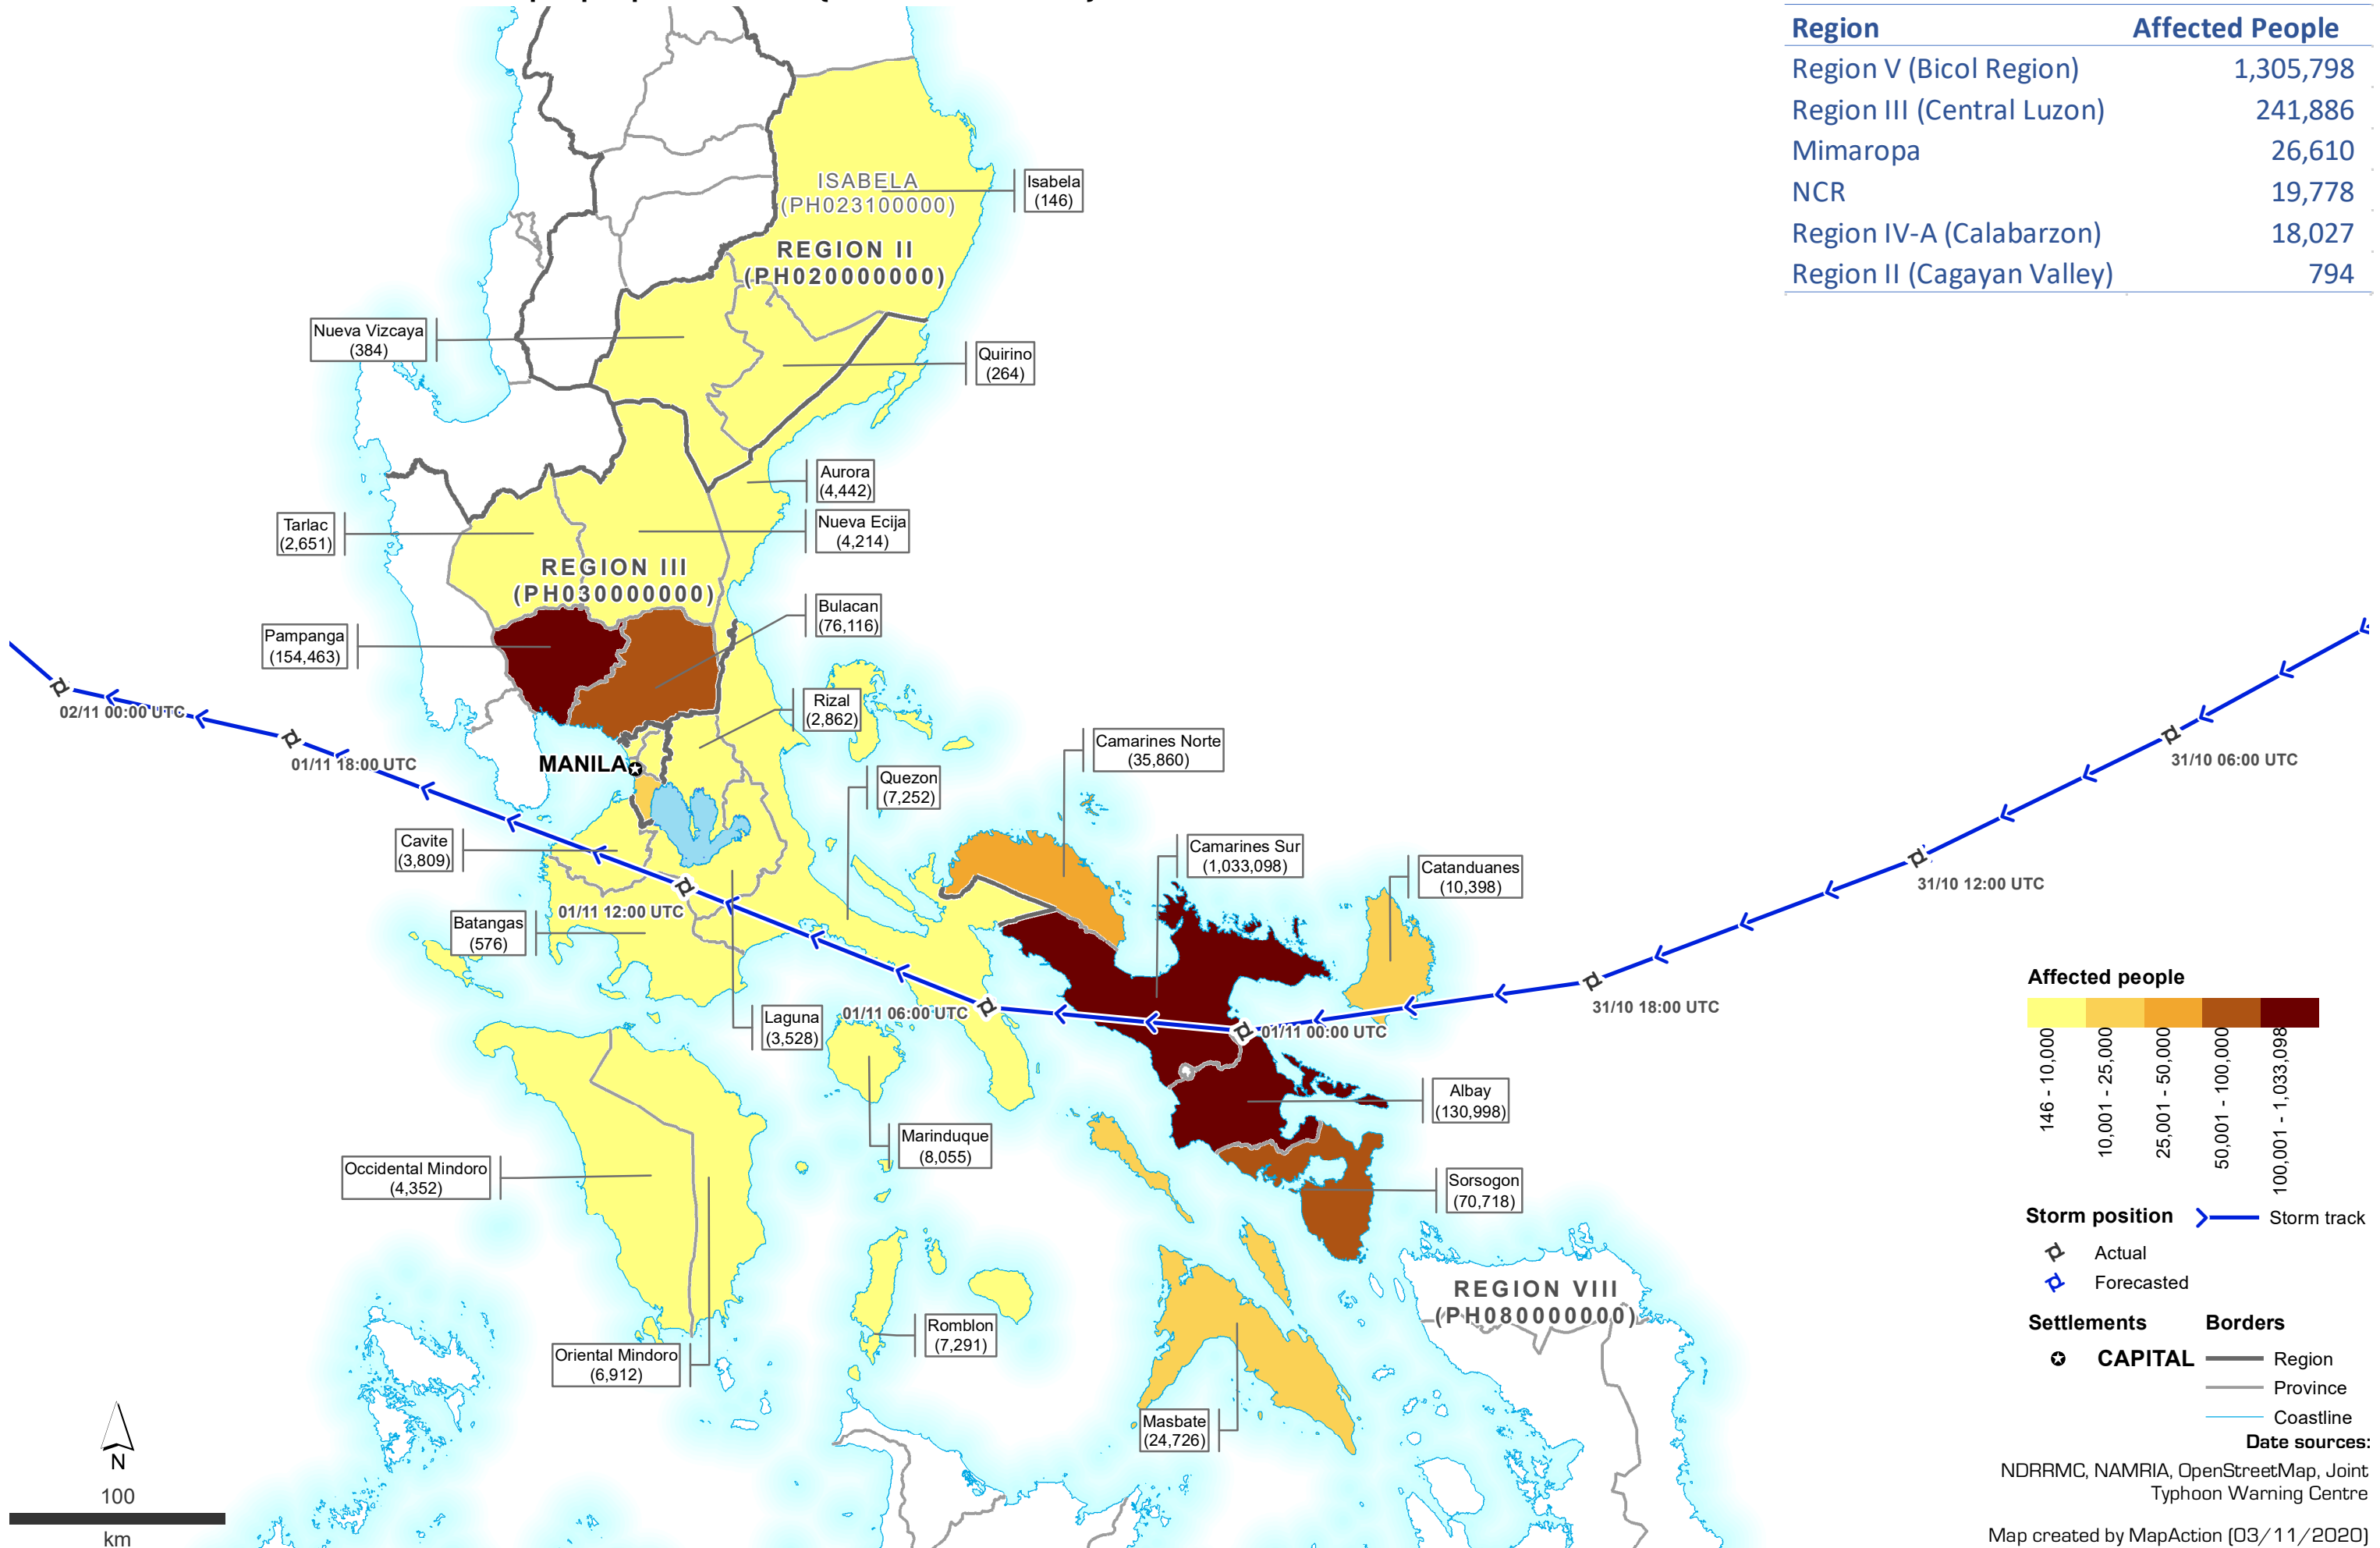 Region Affected People
Region V (Bicol Region) 1,305,798
Region III (Central Luzon) 241,886
Mimaropa 26,610
NCR 19,778
Region IV-A (Calabarzon) 18,027
Region II (Cagayan Valley) 794
ISABELA
(PH023100000)
Isabela
(146)
REGION II
(PH020000000)
Nueva Vizcaya
(384)
Quirino
(264)
Aurora
(4,442)
Tarlac
(2,651)
Nueva Ecija
(4,214)
REGION III
(PH030000000)
Bulacan
(76,116)
Pampanga
(154,463)
Rizal
(2,862)
02/11 00:00 UTC
01/11 18:00 UTC
MANILA
Camarines Norte
(35,860)
31/10 06:00 UTC
Quezon
(7,252)
Cavite
(3,809)
Camarines Sur
(1,033,098)
Catanduanes
(10,398)
31/10 12:00 UTC
01/11 12:00 UTC
Batangas
(576)
Laguna
(3,528)
01/11 06:00 UTC
01/11 00:00 UTC
31/10 18:00 UTC
Albay
(130,998)
Marinduque
(8,055)
Occidental Mindoro
(4,352)
Sorsogon
(70,718)
REGION VIII
(PH080000000)
Romblon
(7,291)
Oriental Mindoro
(6,912)
Masbate
(24,726)
Affected people
146 - 10,000
10,001 - 25,000
25,001 - 50,000
50,001 - 100,000
100,001 - 1,033,098
Storm position
Storm track
Actual
Forecasted
Settlements
Borders
CAPITAL
Region
Province
Coastline
Date sources:
NDRRMC, NAMRIA, OpenStreetMap, Joint
Typhoon Warning Centre
Map created by MapAction (03/11/2020)
N
100
km